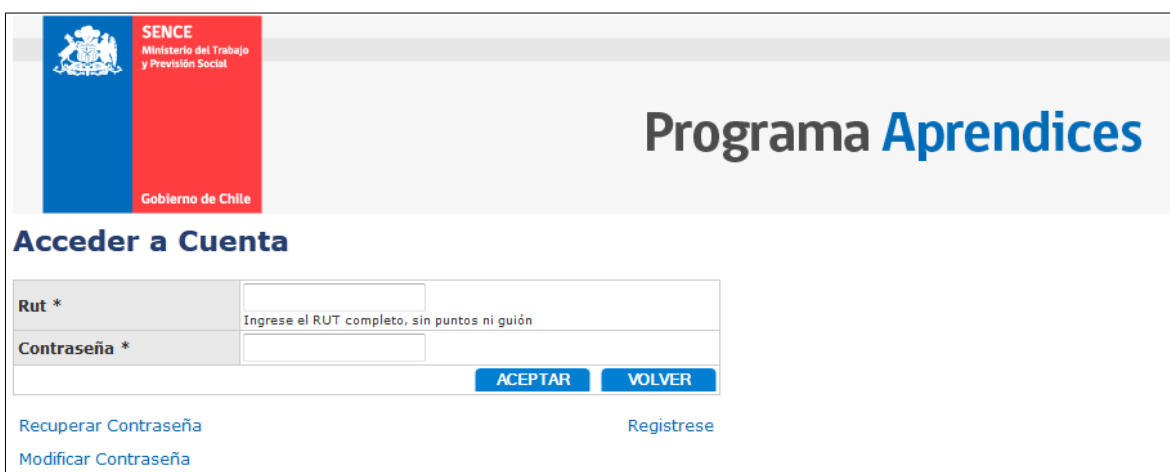 SENCE
Ministerio del Trabajo
y Previsión Social
Gobierno de Chile
Programa Aprendices
Acceder a Cuenta
Rut *
Ingrese el RUT completo, sin puntos ni guión
Contraseña *
ACEPTAR VOLVER
Recuperar Contraseña Registrese
Modificar Contraseña